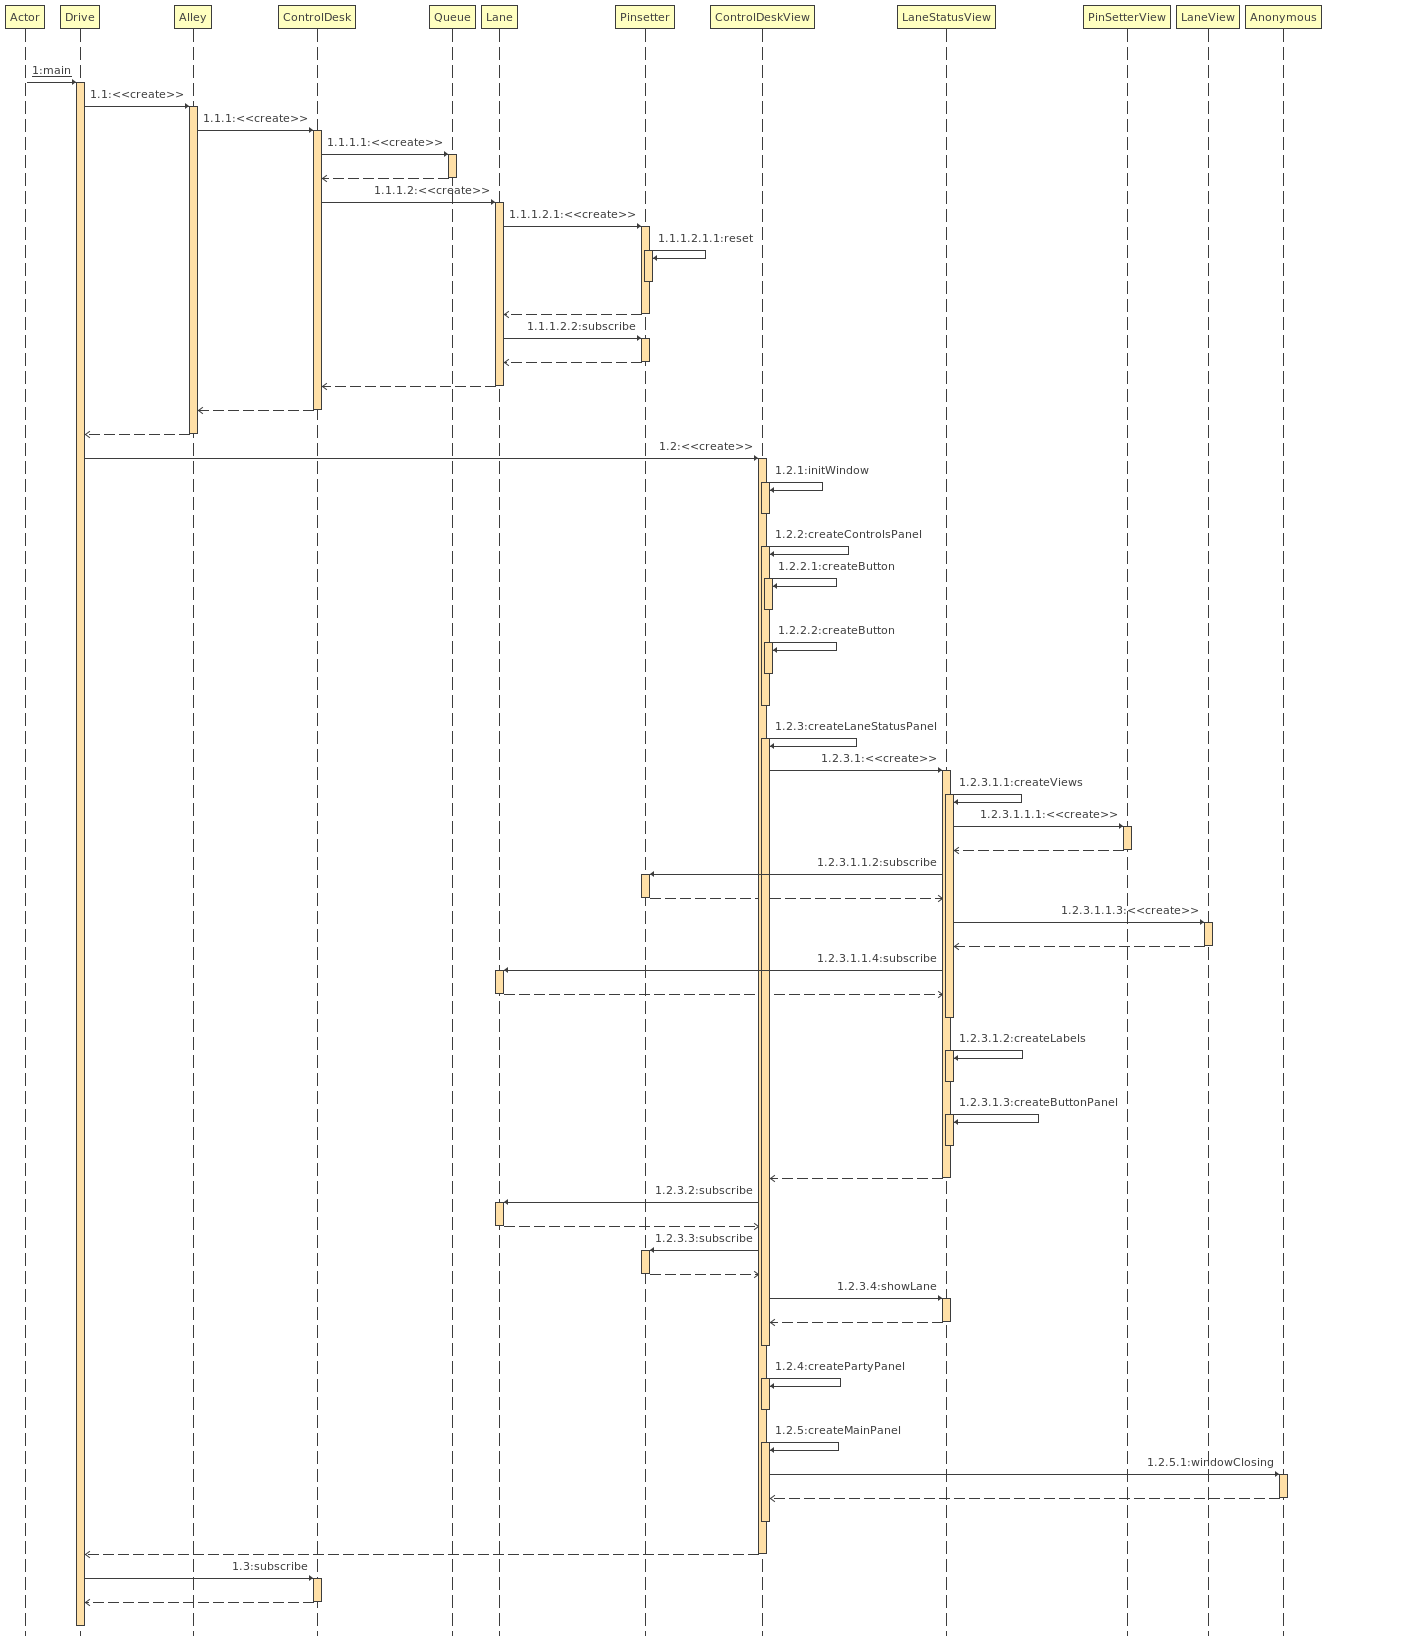 Actor Drive Alley ControlDesk Queue Lane Pinsetter ControlDeskView LaneStatusView PinSetterView LaneView Anonymous
1:main
1.1:<<create>>
1.1.1:<<create>>
1.1.1.1:<<create>>
1.1.1.2:<<create>>
1.1.1.2.1:<<create>>
1.1.1.2.1.1:reset
1.1.1.2.2:subscribe
1.2:<<create>>
1.2.1:initWindow
1.2.2:createControlsPanel
1.2.2.1:createButton
1.2.2.2:createButton
1.2.3:createLaneStatusPanel
1.2.3.1:<<create>>
1.2.3.1.1:createViews
1.2.3.1.1.1:<<create>>
1.2.3.1.1.2:subscribe
1.2.3.1.1.3:<<create>>
1.2.3.1.1.4:subscribe
1.2.3.1.2:createLabels
1.2.3.1.3:createButtonPanel
1.2.3.2:subscribe
1.2.3.3:subscribe
1.2.3.4:showLane
1.2.4:createPartyPanel
1.2.5:createMainPanel
1.2.5.1:windowClosing
1.3:subscribe